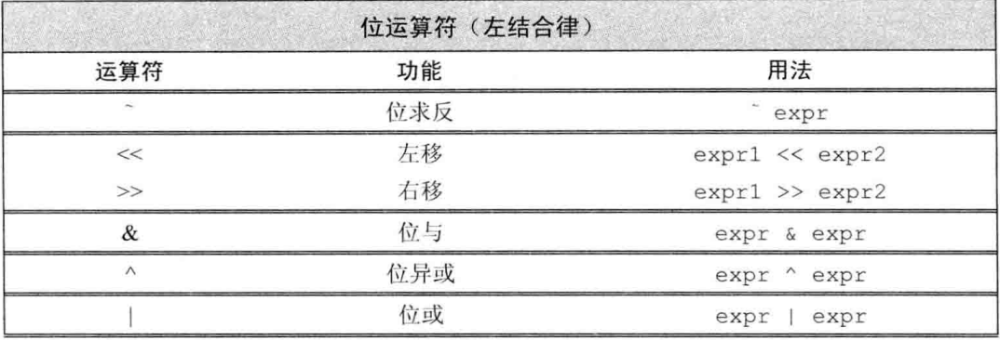 位运算符（左结合律）
运算符 功能 用法
~ 位求反 ~ expr
<< 左移 expr1 << expr2
>> 右移 expr1 >> expr2
& 位与 expr & expr
^ 位异或 expr ^ expr
| 位或 expr | expr